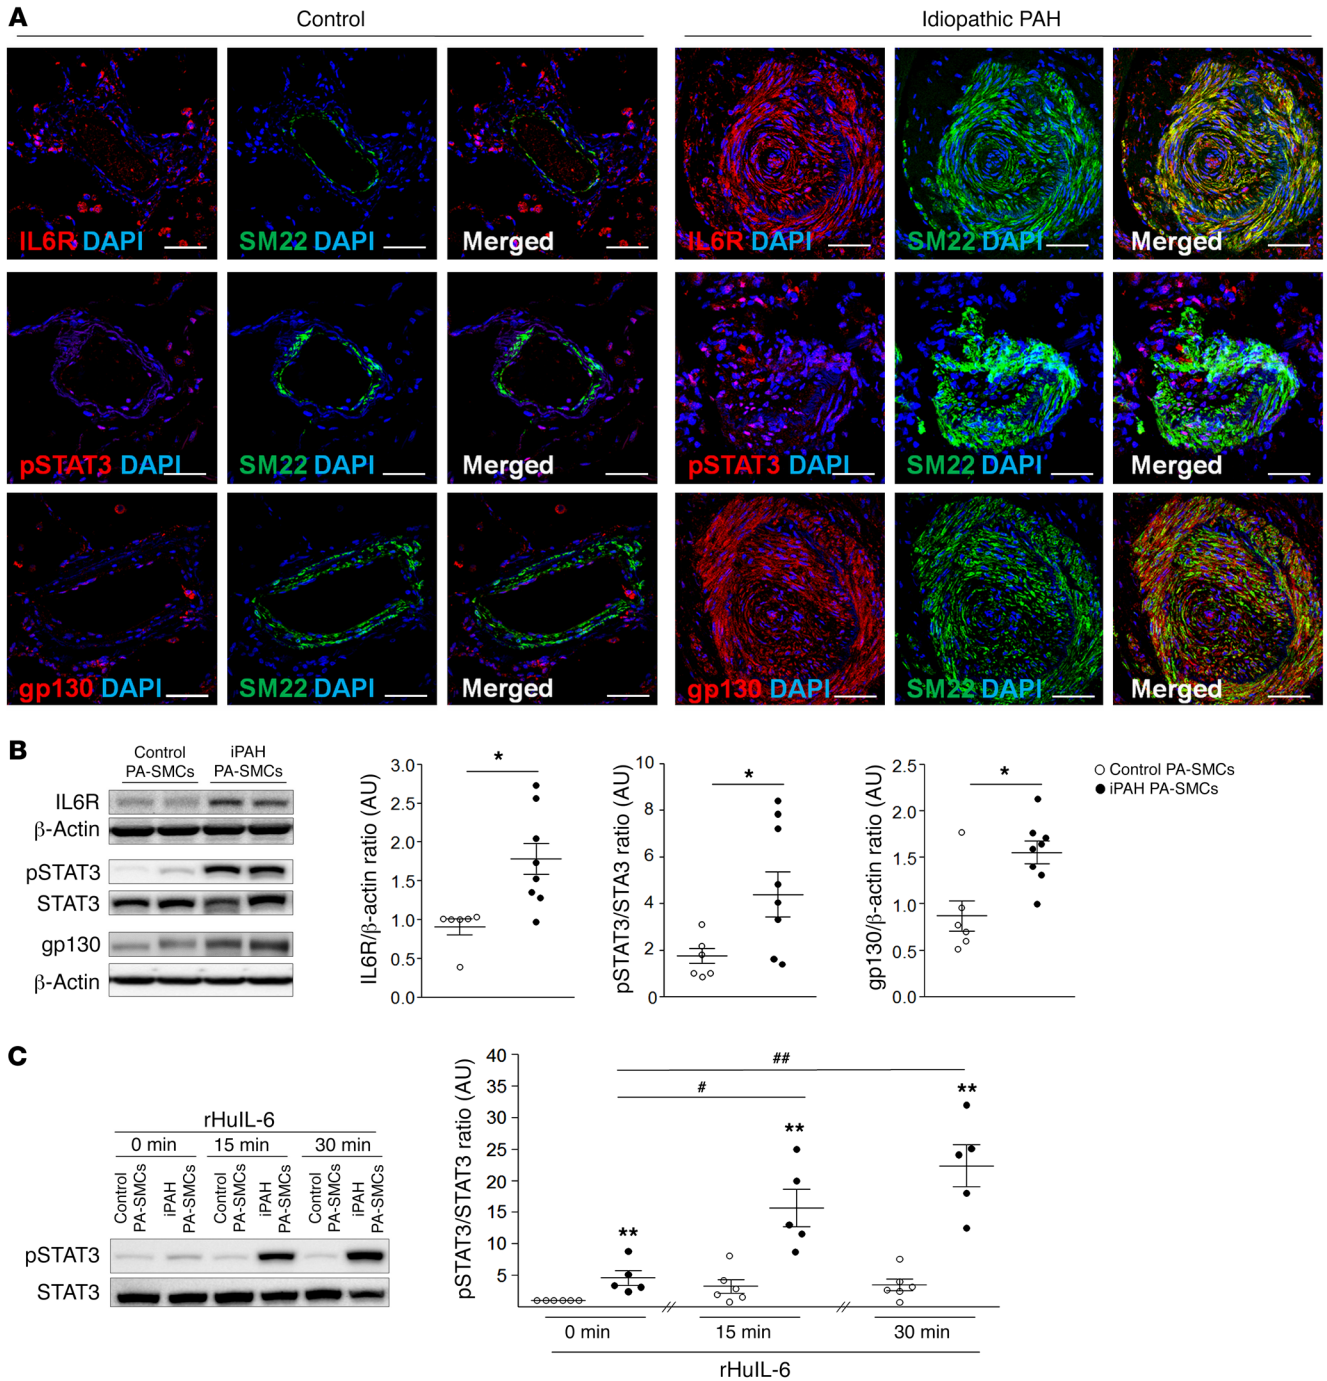 A
Control
Idiopathic PAH
IL6R DAPI
SM22 DAPI
Merged
IL6R DAPI
SM22 DAPI
Merged
pSTAT3 DAPI
SM22 DAPI
Merged
pSTAT3 DAPI
SM22 DAPI
Merged
gp130 DAPI
SM22 DAPI
Merged
gp130 DAPI
SM22 DAPI
Merged
B
Control
PA-SMCs
iPAH
PA-SMCs
IL6R
β-Actin
pSTAT3
STAT3
gp130
β-Actin
IL6R/β-actin ratio (AU)
3.0
2.5
2.0
1.5
1.0
0.5
0.0
*
pSTAT3/STA3 ratio (AU)
10
8
6
4
2
0
*
gp130/β-actin ratio (AU)
2.5
2.0
1.5
1.0
0.5
0.0
*
Control PA-SMCs
iPAH PA-SMCs
C
rHuIL-6
0 min
15 min
30 min
Control
PA-SMCs
iPAH
PA-SMCs
Control
PA-SMCs
iPAH
PA-SMCs
Control
PA-SMCs
iPAH
PA-SMCs
pSTAT3
STAT3
pSTAT3/STAT3 ratio (AU)
40
35
30
25
20
15
10
5
##
#
**
**
**
0 min
15 min
30 min
rHuIL-6